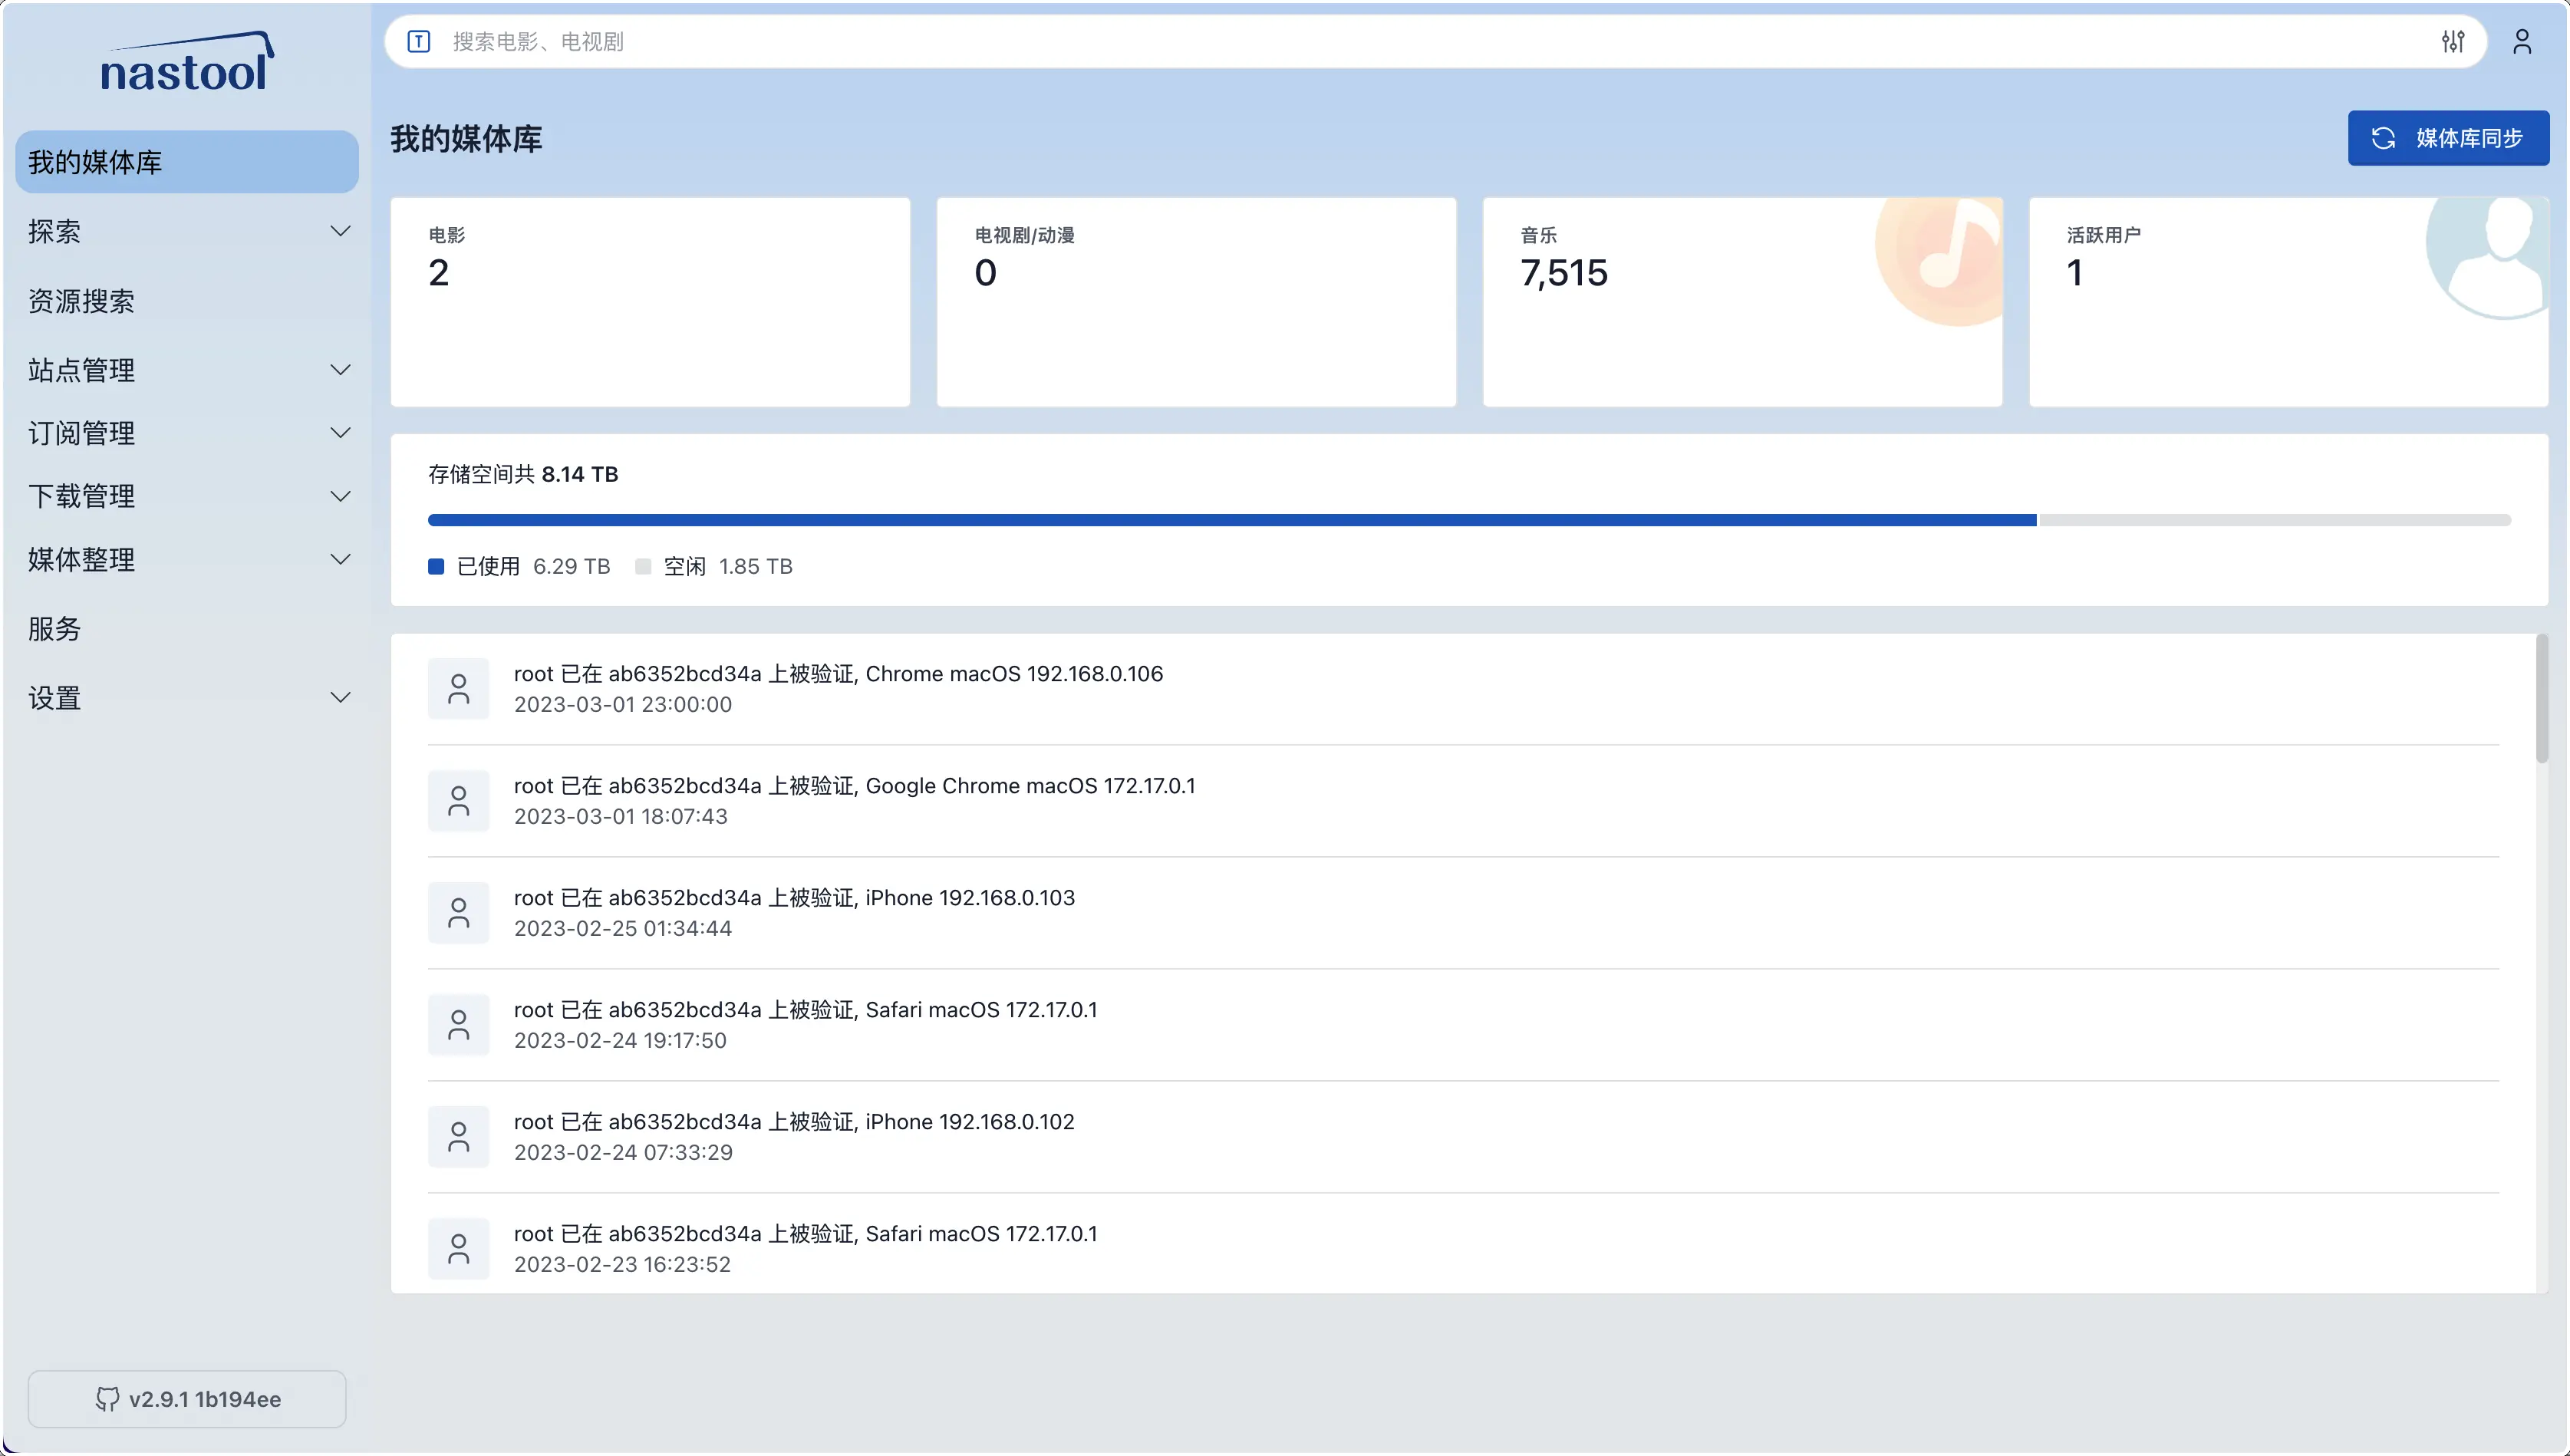 nastool
T 搜索电影、电视剧
我的媒体库
探索
资源搜索
站点管理
订阅管理
下载管理
媒体整理
服务
设置
v2.9.1 1b194ee
我的媒体库
媒体库同步
电影
2
电视剧/动漫
0
音乐
7,515
活跃用户
1
存储空间共 8.14 TB
已使用 6.29 TB 空闲 1.85 TB
root 已在 ab6352bcd34a 上被验证, Chrome macOS 192.168.0.106
2023-03-01 23:00:00
root 已在 ab6352bcd34a 上被验证, Google Chrome macOS 172.17.0.1
2023-03-01 18:07:43
root 已在 ab6352bcd34a 上被验证, iPhone 192.168.0.103
2023-02-25 01:34:44
root 已在 ab6352bcd34a 上被验证, Safari macOS 172.17.0.1
2023-02-24 19:17:50
root 已在 ab6352bcd34a 上被验证, iPhone 192.168.0.102
2023-02-24 07:33:29
root 已在 ab6352bcd34a 上被验证, Safari macOS 172.17.0.1
2023-02-23 16:23:52